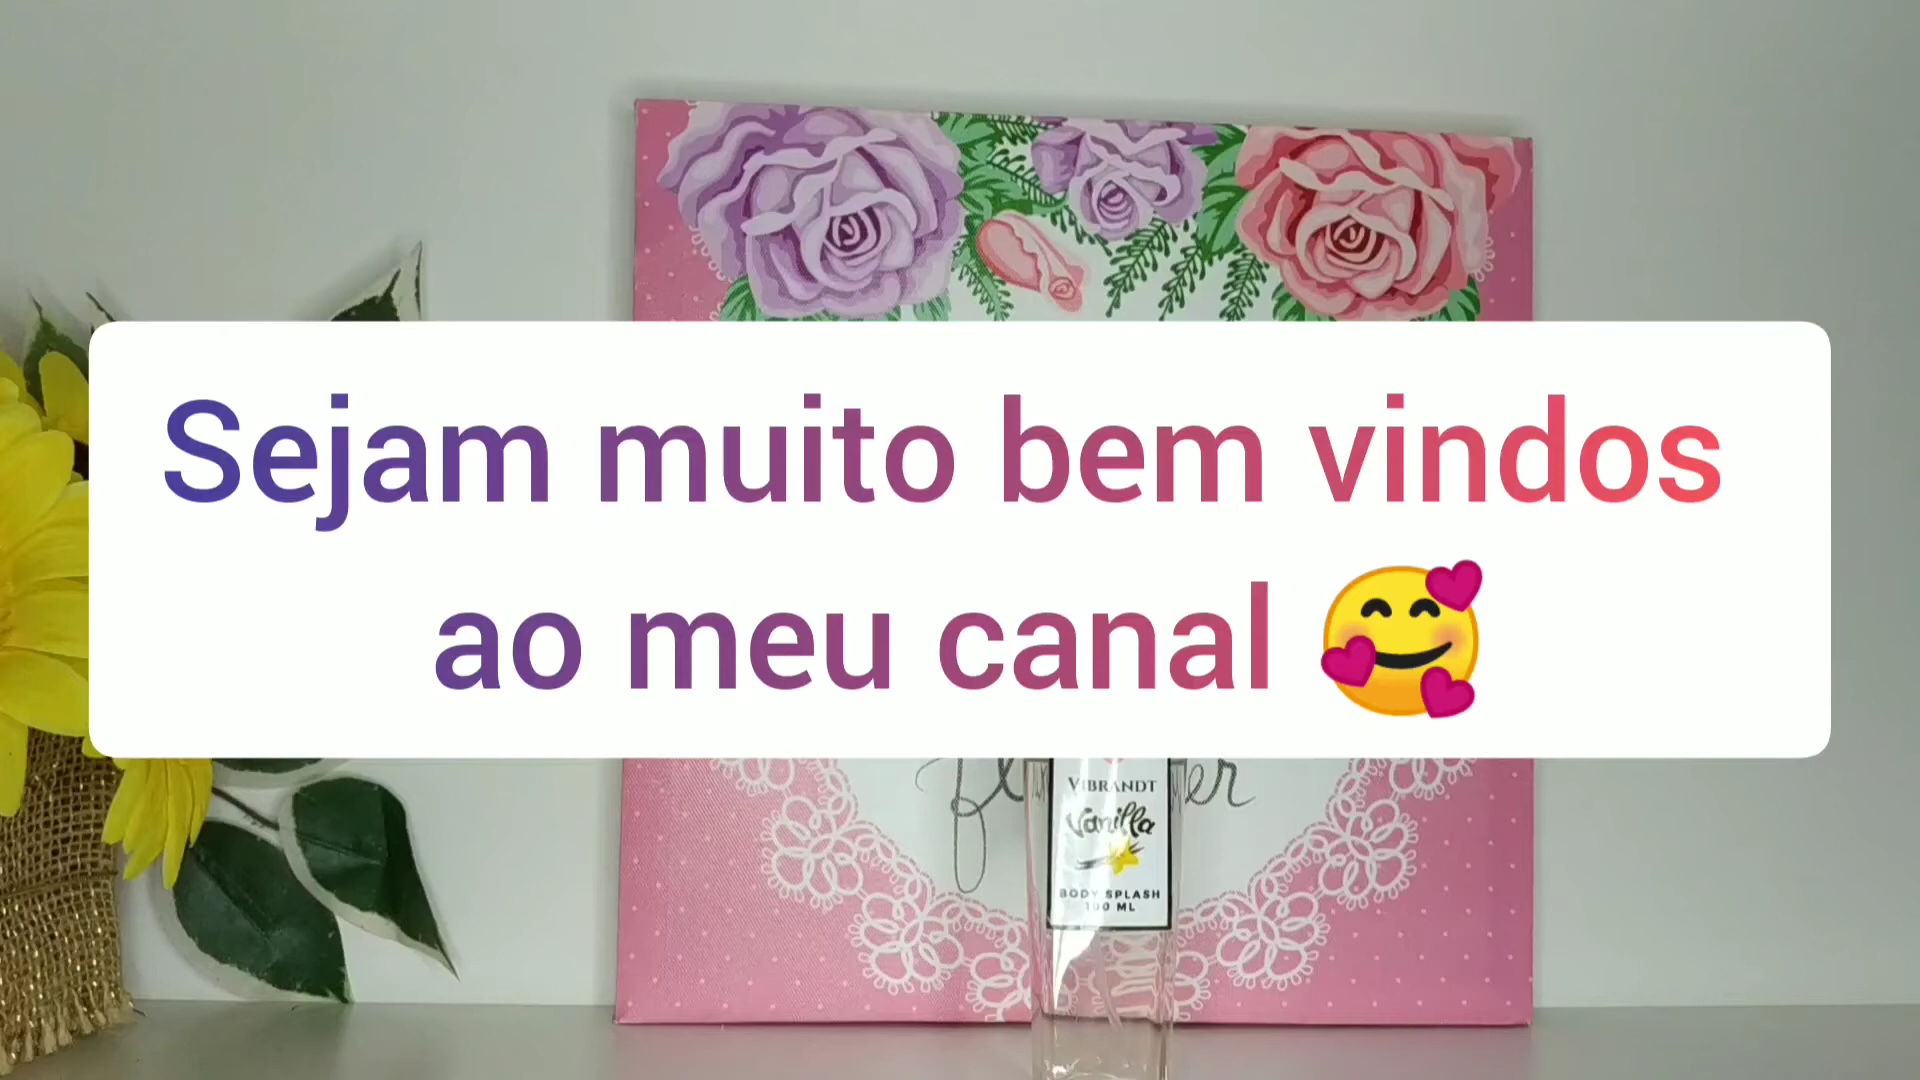 Sejam muito bem vindos
ao meu canal 🥰
VIBRANDT
Vanilla
BODY SPLASH
100 ML